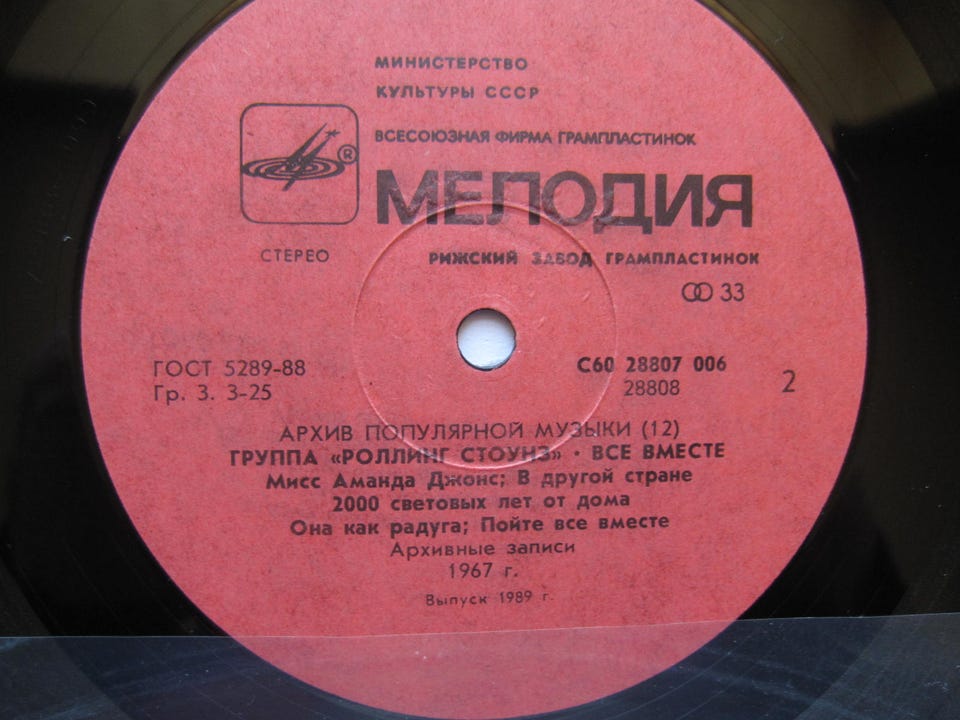 МИНИСТЕРСТВО
КУЛЬТУРЫ СССР
ВСЕСОЮЗНАЯ ФИРМА ГРАМПЛАСТИНОК
®
МЕЛОДИЯ
СТЕРЕО
РИЖСКИЙ ЗАВОД ГРАМПЛАСТИНОК
33
ГОСТ 5289-88
Гр. 3. 3-25
С60 28807 006
28808
2
АРХИВ ПОПУЛЯРНОЙ МУЗЫКИ (12)
ГРУППА «РОЛЛИНГ СТОУНЗ» · ВСЕ ВМЕСТЕ
Мисс Аманда Джонс; В другой стране
2000 световых лет от дома
Она как радуга; Пойте все вместе
Архивные записи
1967 г.
Выпуск 1989 г.